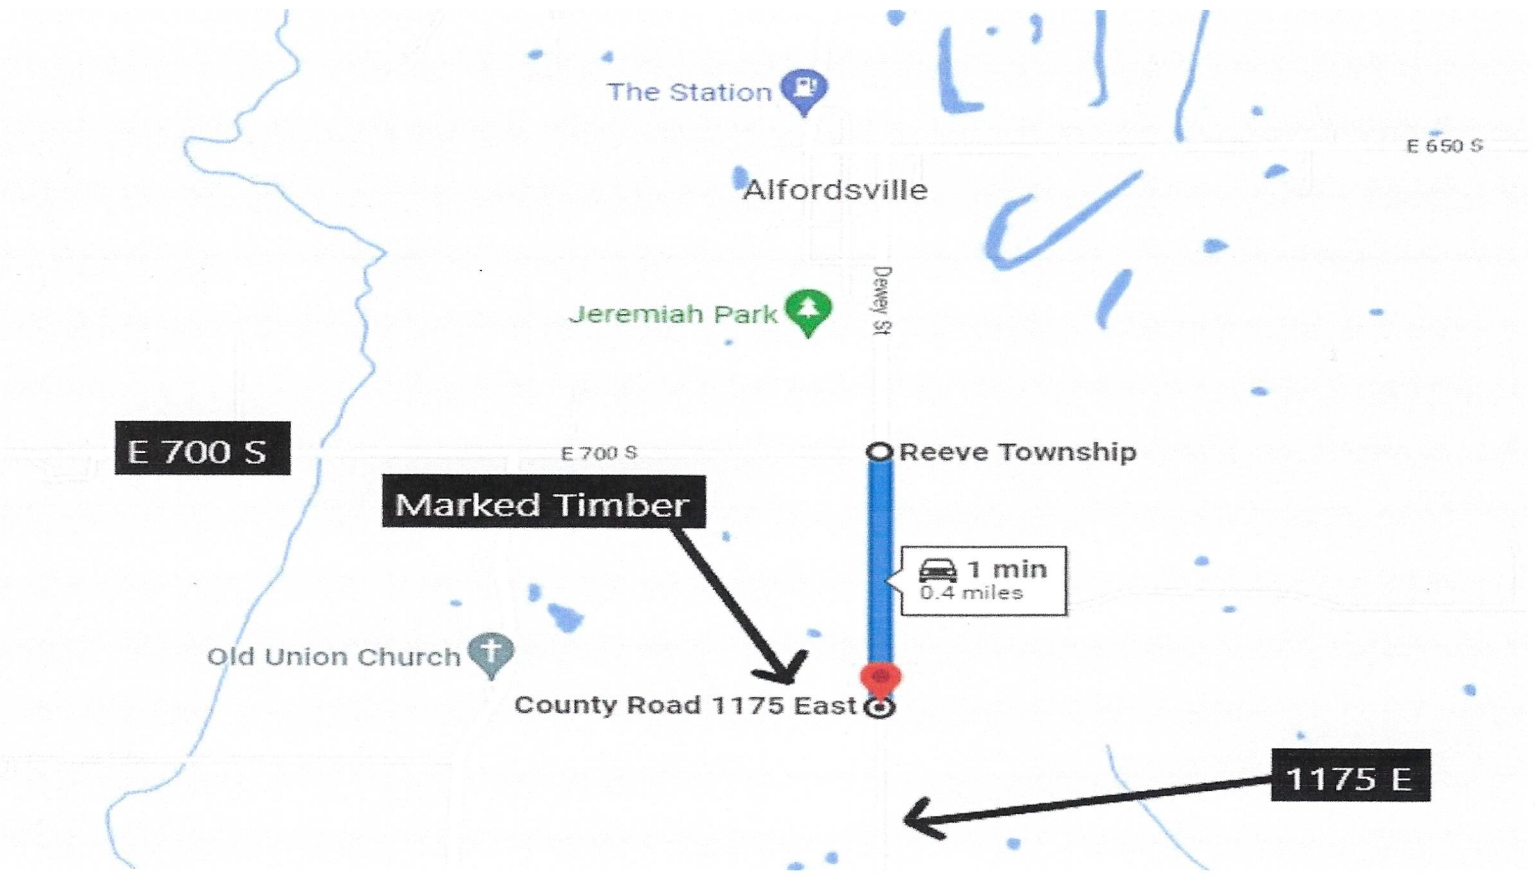 The Station
E 650 S
Alfordsville
Dewey St
Jeremiah Park
E 700 S
E 700 S
Reeve Township
Marked Timber
1 min
0.4 miles
Old Union Church
County Road 1175 East
1175 E